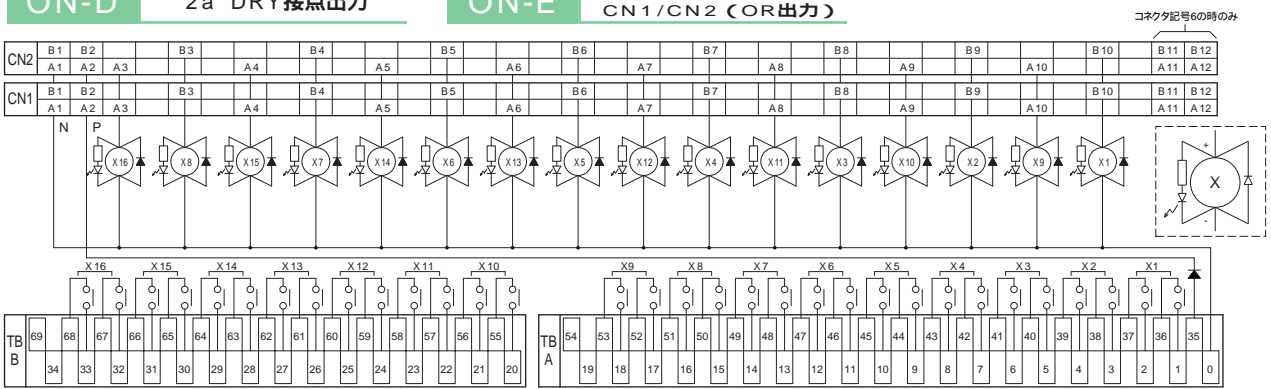 ON-D 2a DRY接点出力 ON-E CN1/CN2（OR出力）
コネクタ記号6の時のみ
CN2 B1 B2 B3 B4 B5 B6 B7 B8 B9 B10 B11 B12
A1 A2 A3 A4 A5 A6 A7 A8 A9 A10 A11 A12
CN1 B1 B2 B3 B4 B5 B6 B7 B8 B9 B10 B11 B12
A1 A2 A3 A4 A5 A6 A7 A8 A9 A10 A11 A12
N P
X16 X8 X15 X7 X14 X6 X13 X5 X12 X4 X11 X3 X10 X2 X9 X1
+
X
-
X16 X15 X14 X13 X12 X11 X10 X9 X8 X7 X6 X5 X4 X3 X2 X1
TB B 69 68 67 66 65 64 63 62 61 60 59 58 57 56 55
34 33 32 31 30 29 28 27 26 25 24 23 22 21 20
TB A 54 53 52 51 50 49 48 47 46 45 44 43 42 41 40 39 38 37 36 35
19 18 17 16 15 14 13 12 11 10 9 8 7 6 5 4 3 2 1 0